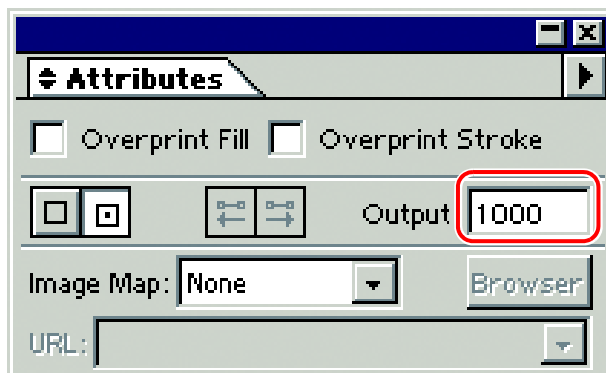 Attributes
Overprint Fill Overprint Stroke
Output 1000
Image Map: None Browser
URL: